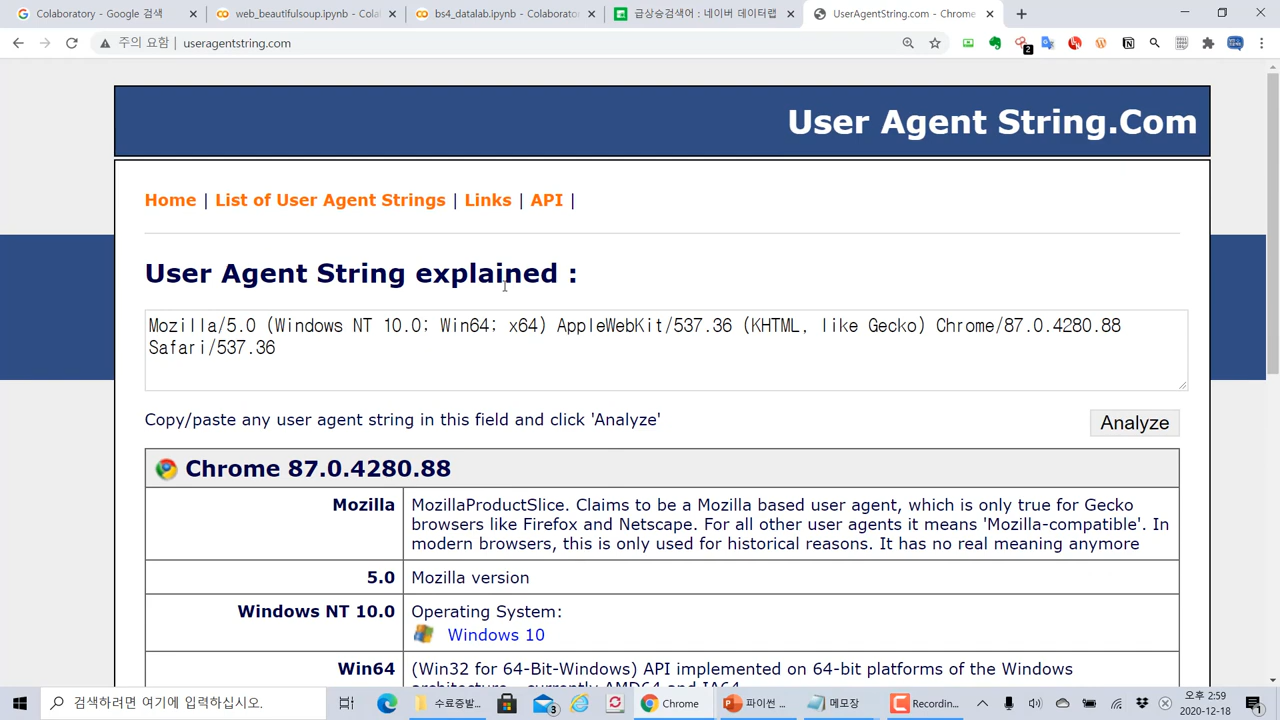 Colaboratory - Google 검색
web_beautifulsoup.ipynb - Colal
bs4_datalab.ipynb - Colaborator
급상승검색어 : 네이버 데이터랩
UserAgentString.com - Chrome
주의 요함 | useragentstring.com
2
User Agent String.Com
Home | List of User Agent Strings | Links | API |
User Agent String explained :
Mozilla/5.0 (Windows NT 10.0; Win64; x64) AppleWebKit/537.36 (KHTML, like Gecko) Chrome/87.0.4280.88
Safari/537.36
Copy/paste any user agent string in this field and click 'Analyze'
Analyze
Chrome 87.0.4280.88
Mozilla
MozillaProductSlice. Claims to be a Mozilla based user agent, which is only true for Gecko
browsers like Firefox and Netscape. For all other user agents it means 'Mozilla-compatible'. In
modern browsers, this is only used for historical reasons. It has no real meaning anymore
5.0
Mozilla version
Windows NT 10.0
Operating System:
Windows 10
Win64
(Win32 for 64-Bit-Windows) API implemented on 64-bit platforms of the Windows
architecture - currently AMD64 and IA64
검색하려면 여기에 입력하십시오.
3
수료증발...
Chrome
파이썬 ...
메모장
Recordin...
오후 2:59
2020-12-18
1